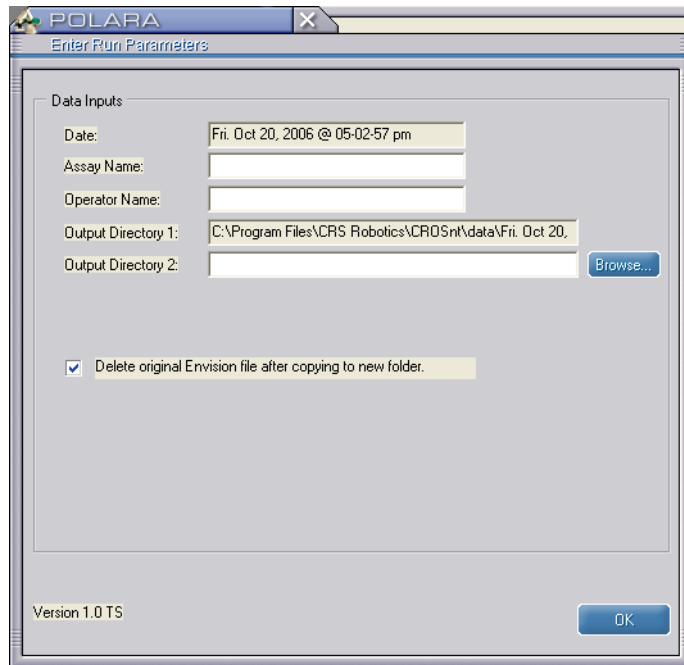 POLARA
Enter Run Parameters
Data Inputs
Date: Fri. Oct 20, 2006 @ 05-02-57 pm
Assay Name:
Operator Name:
Output Directory 1: C:\Program Files\CRS Robotics\CROSnt\data\Fri. Oct 20,
Output Directory 2: Browse...
Delete original Envision file after copying to new folder.
Version 1.0 TS
OK